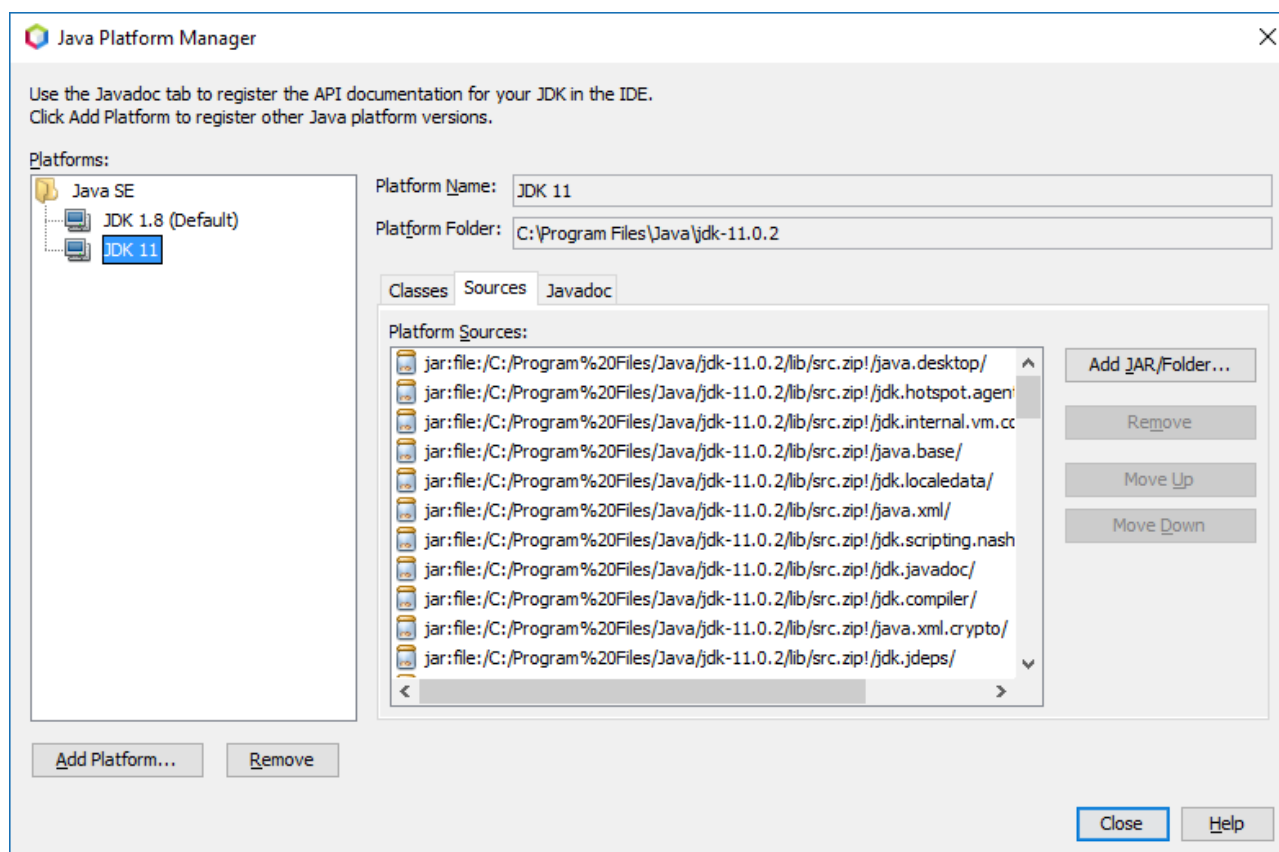 Java Platform Manager
Use the Javadoc tab to register the API documentation for your JDK in the IDE.
Click Add Platform to register other Java platform versions.
Platforms:
Java SE
JDK 1.8 (Default)
JDK 11
Platform Name:
JDK 11
Platform Folder:
C:\Program Files\Java\jdk-11.0.2
Classes
Sources
Javadoc
Platform Sources:
jar:file:/C:/Program%20Files/Java/jdk-11.0.2/lib/src.zip!/java.desktop/
jar:file:/C:/Program%20Files/Java/jdk-11.0.2/lib/src.zip!/jdk.hotspot.agent
jar:file:/C:/Program%20Files/Java/jdk-11.0.2/lib/src.zip!/jdk.internal.vm.cc
jar:file:/C:/Program%20Files/Java/jdk-11.0.2/lib/src.zip!/java.base/
jar:file:/C:/Program%20Files/Java/jdk-11.0.2/lib/src.zip!/jdk.localedata/
jar:file:/C:/Program%20Files/Java/jdk-11.0.2/lib/src.zip!/java.xml/
jar:file:/C:/Program%20Files/Java/jdk-11.0.2/lib/src.zip!/jdk.scripting.nash
jar:file:/C:/Program%20Files/Java/jdk-11.0.2/lib/src.zip!/jdk.javadoc/
jar:file:/C:/Program%20Files/Java/jdk-11.0.2/lib/src.zip!/jdk.compiler/
jar:file:/C:/Program%20Files/Java/jdk-11.0.2/lib/src.zip!/java.xml.crypto/
jar:file:/C:/Program%20Files/Java/jdk-11.0.2/lib/src.zip!/jdk.jdeps/
Add JAR/Folder...
Remove
Move Up
Move Down
Add Platform...
Remove
Close
Help